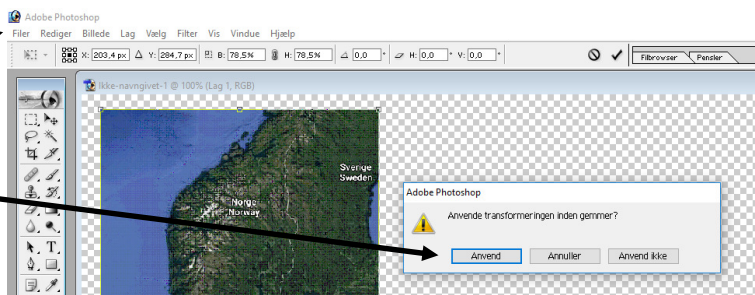 Adobe Photoshop
Filer Rediger Billede Lag Vælg Filter Vis Vindue Hjælp
X: 203,4 px Y: 284,7 px B: 78,5% H: 78,5% 0,0 ° H: 0,0 ° V: 0,0 °
Filbrowser Pensler
Ikke-navngivet-1 @ 100% (Lag 1, RGB)
Sverige
Sweden
Norge
Norway
Adobe Photoshop
Anvende transformeringen inden gemmer?
Anvend Annuller Anvend ikke